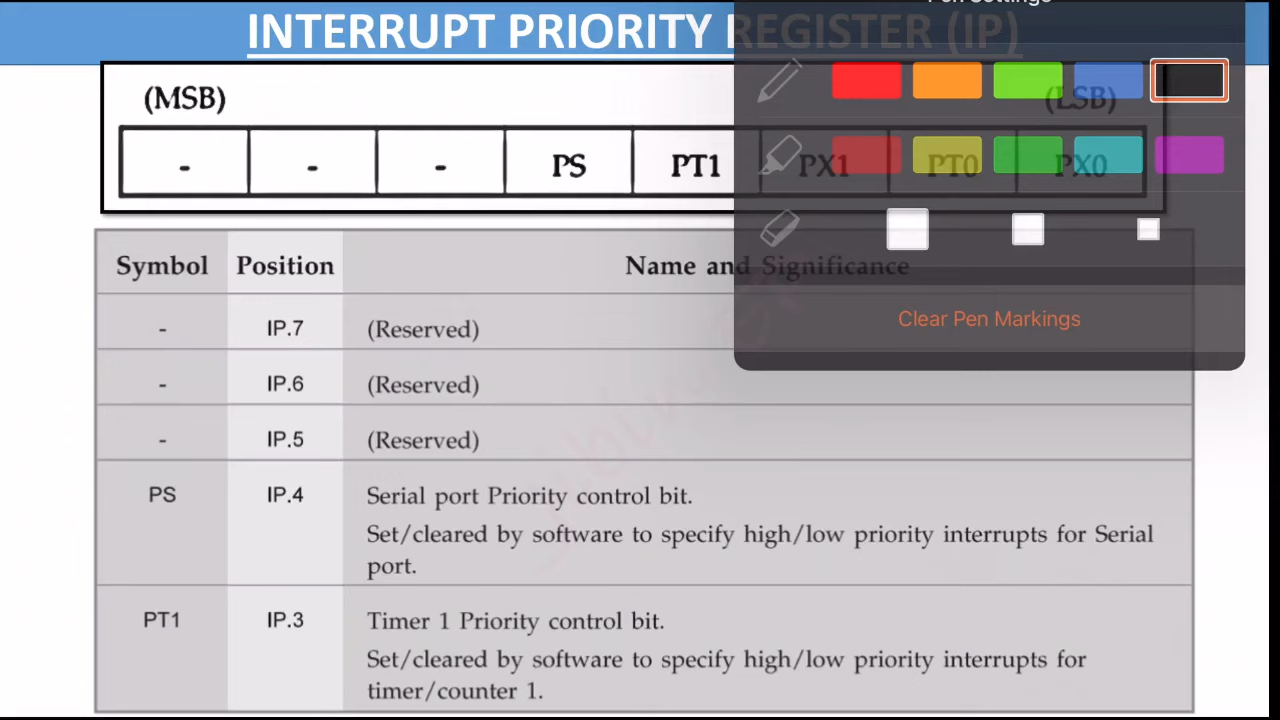 Pen Settings
INTERRUPT PRIORITY REGISTER (IP)
(MSB) (LSB)
- - - PS PT1 PX1 PT0 PX0
Symbol Position Name and Significance
Clear Pen Markings
- IP.7 (Reserved)
- IP.6 (Reserved)
- IP.5 (Reserved)
PS IP.4 Serial port Priority control bit.
Set/cleared by software to specify high/low priority interrupts for Serial
port.
PT1 IP.3 Timer 1 Priority control bit.
Set/cleared by software to specify high/low priority interrupts for
timer/counter 1.